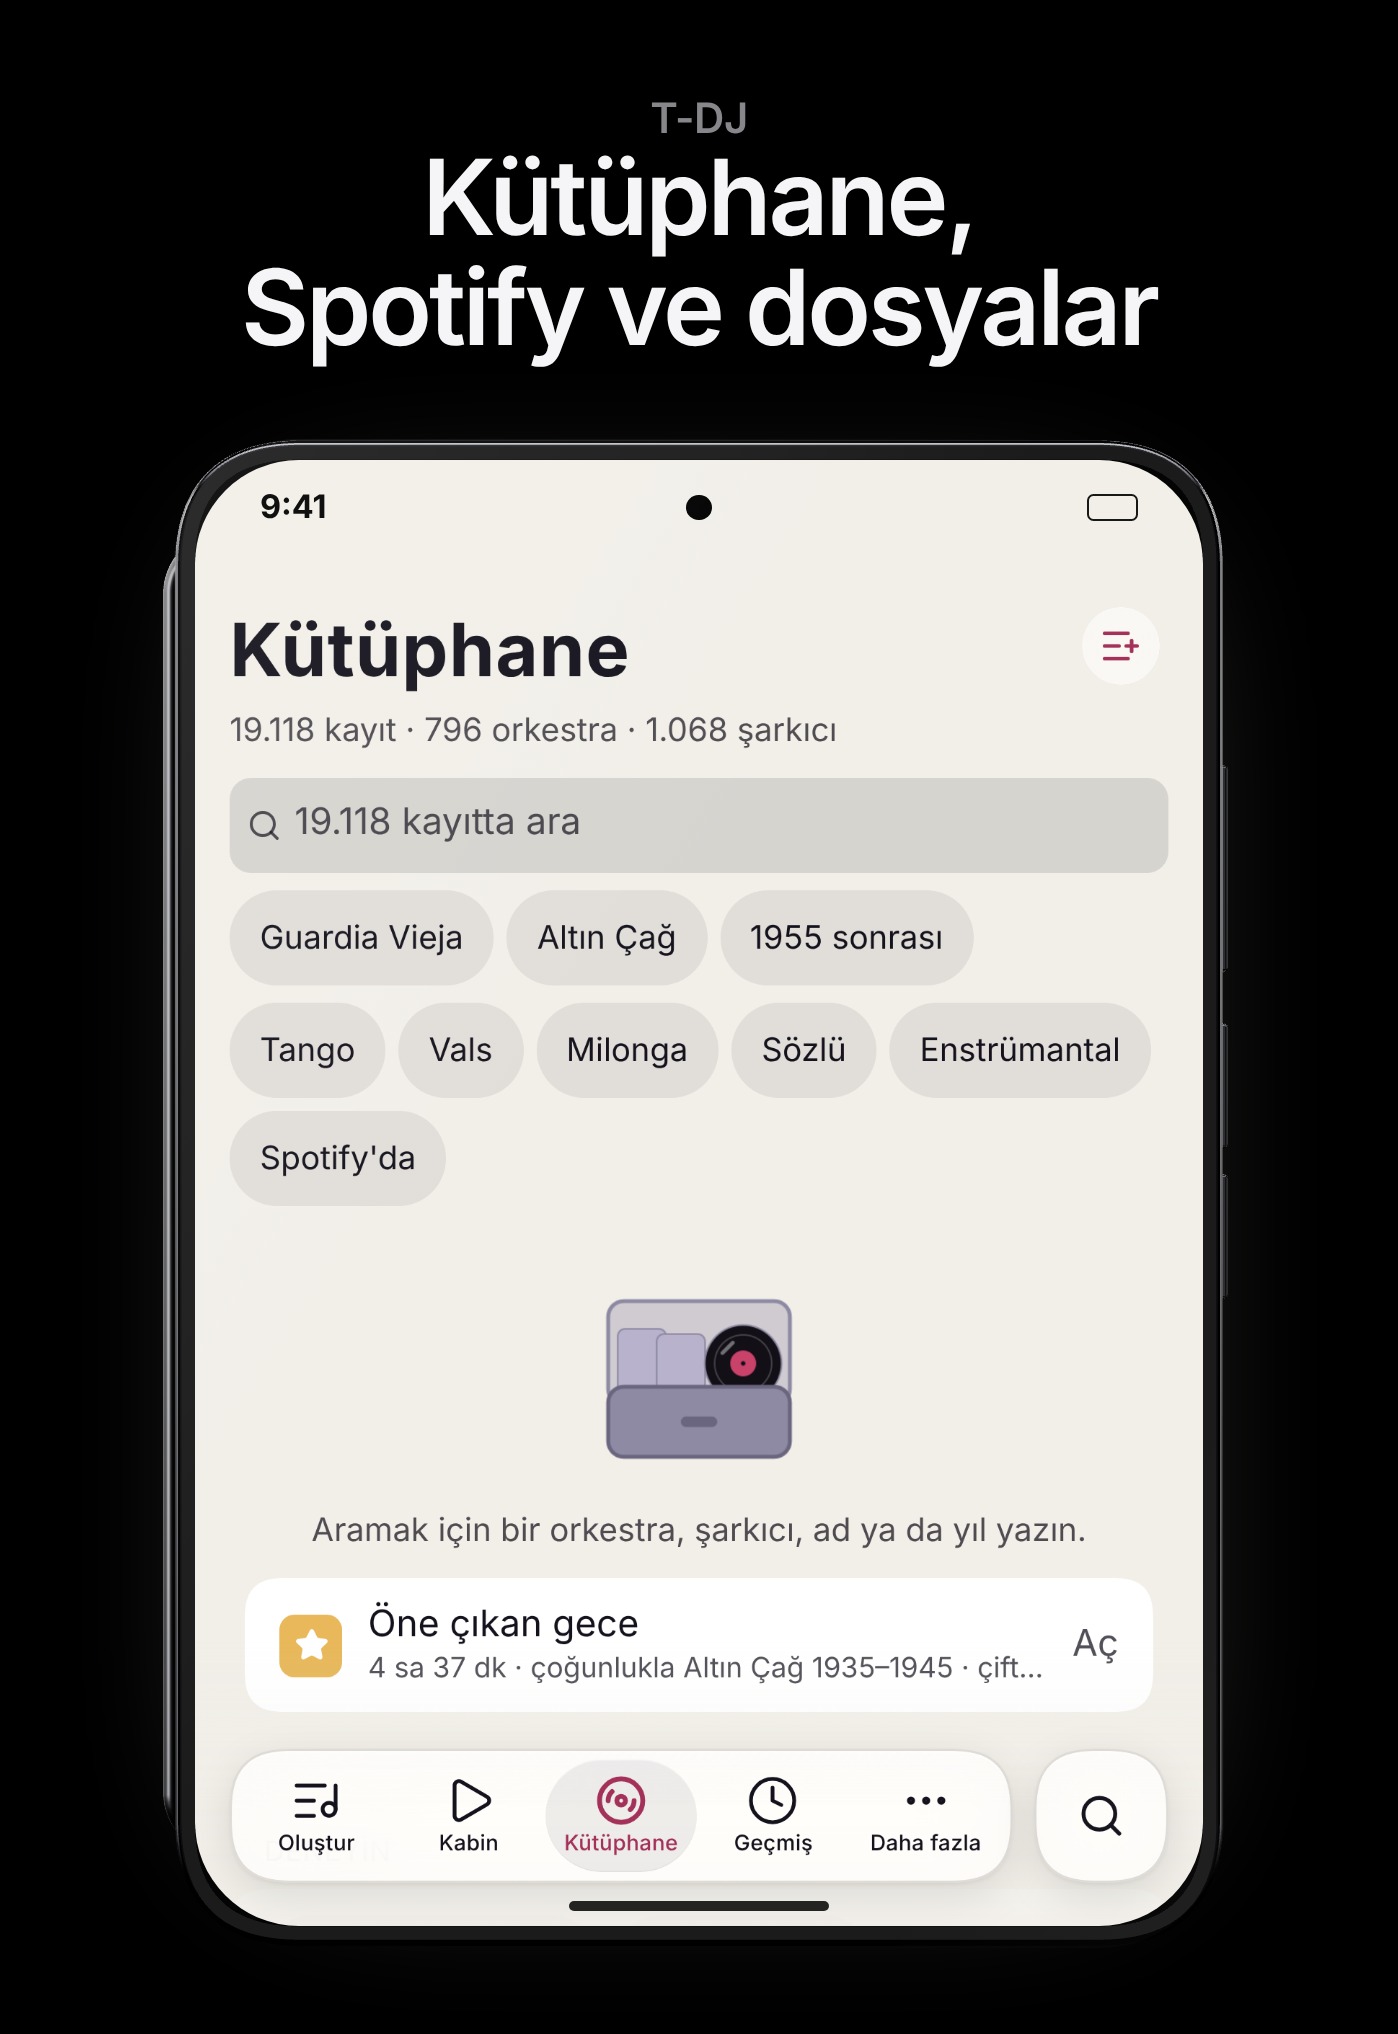 T-DJ
Kütüphane,
Spotify ve dosyalar
9:41
Kütüphane
19.118 kayıt · 796 orkestra · 1.068 şarkıcı
19.118 kayıtta ara
Guardia Vieja
Altın Çağ
1955 sonrası
Tango
Vals
Milonga
Sözlü
Enstrümantal
Spotify'da
Aramak için bir orkestra, şarkıcı, ad ya da yıl yazın.
Öne çıkan gece
4 sa 37 dk · çoğunlukla Altın Çağ 1935–1945 · çift...
Aç
Oluştur
Kabin
Kütüphane
Geçmiş
Daha fazla